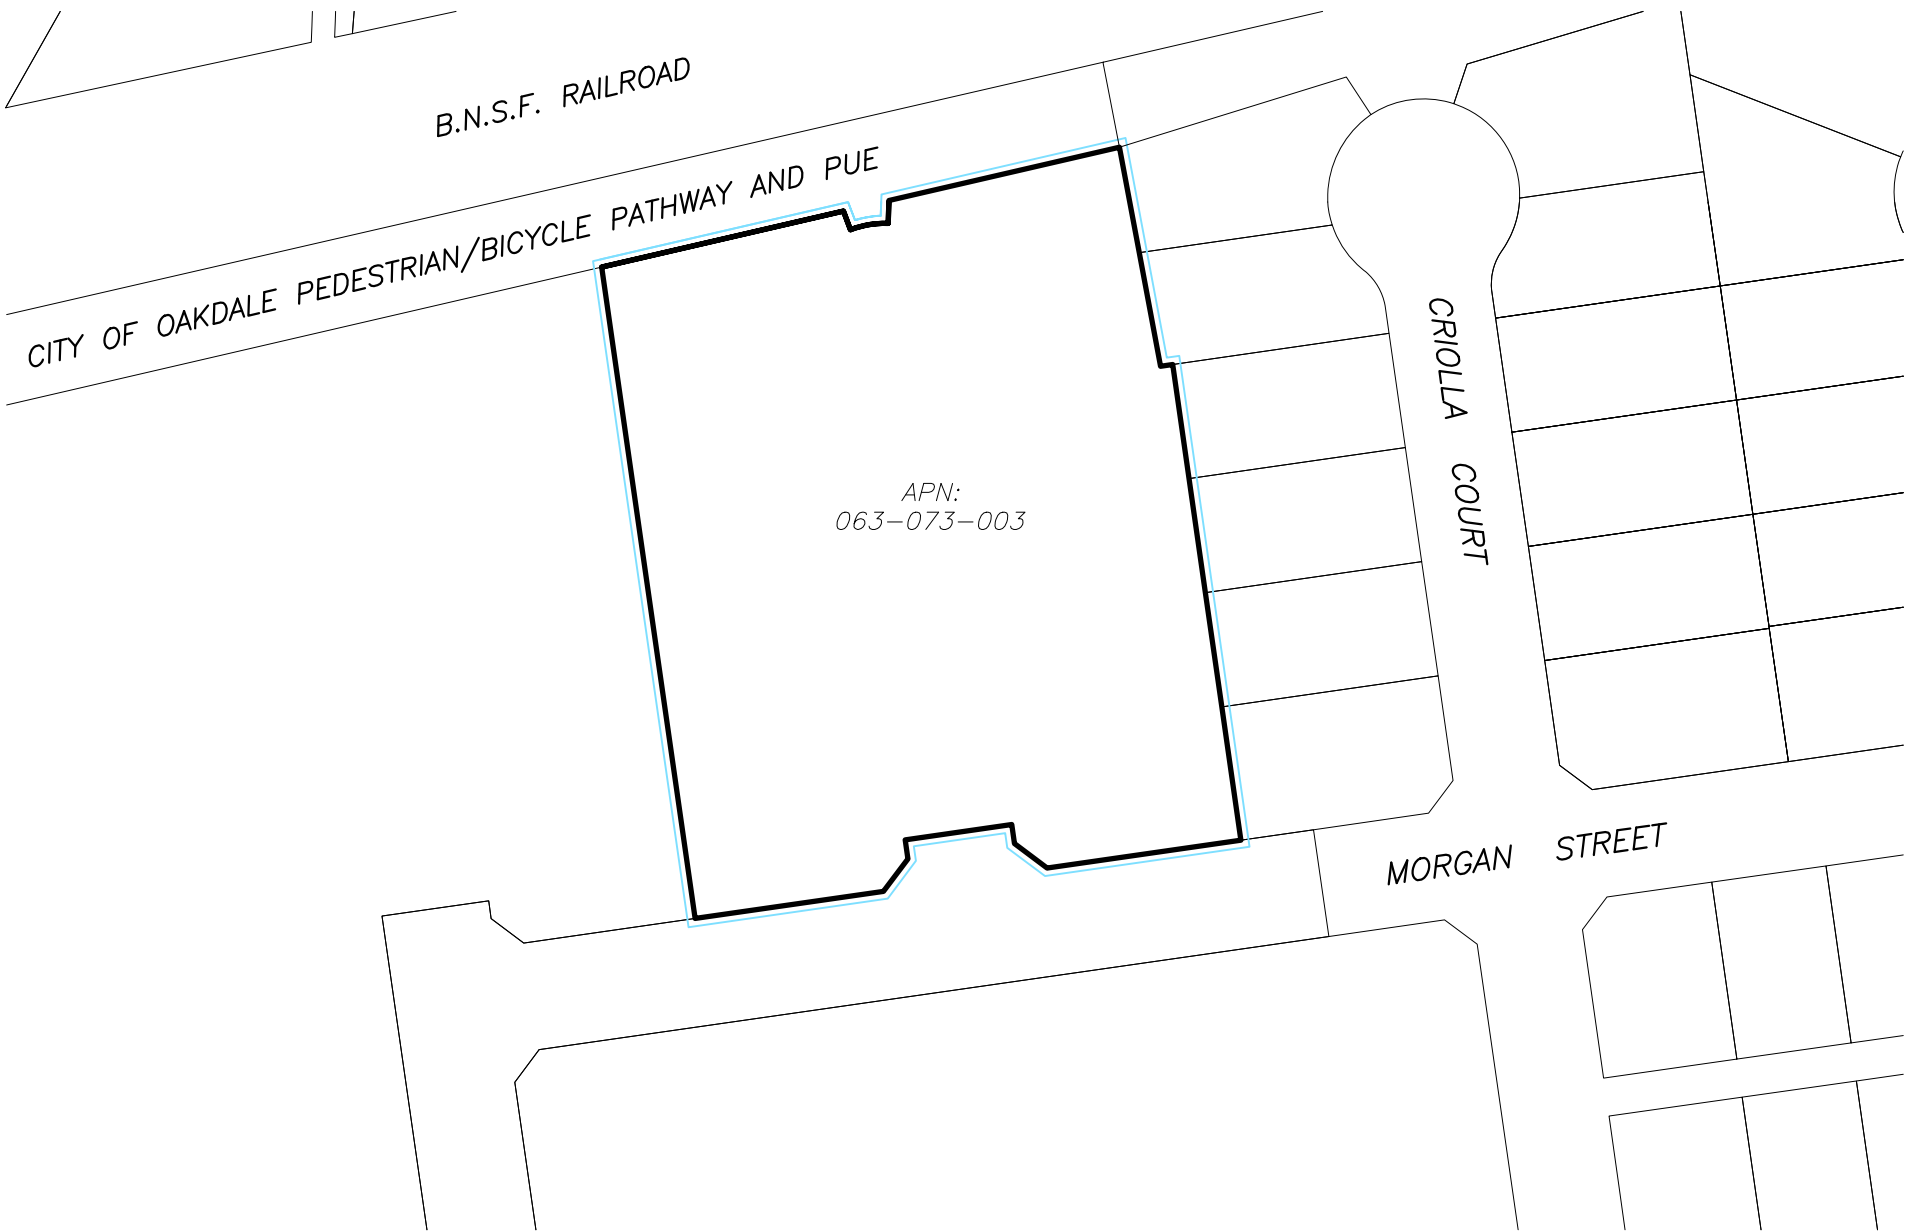 B.N.S.F. RAILROAD
CITY OF OAKDALE PEDESTRIAN/BICYCLE PATHWAY AND PUE
APN:
063-073-003
CRIOLLA COURT
MORGAN STREET